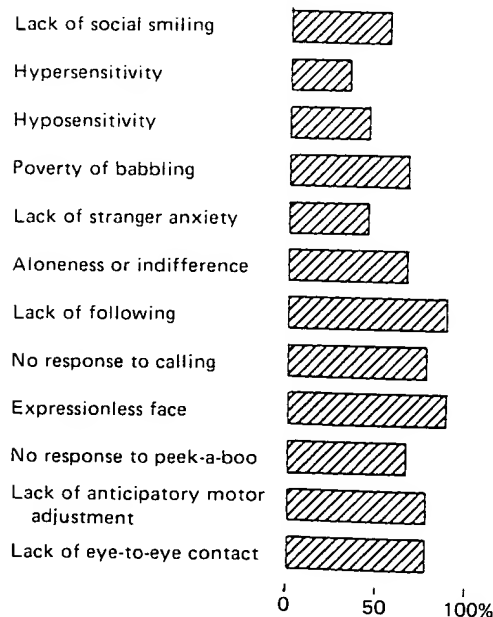 Lack of social smiling
Hypersensitivity
Hyposensitivity
Poverty of babbling
Lack of stranger anxiety
Aloneness or indifference
Lack of following
No response to calling
Expressionless face
No response to peek-a-boo
Lack of anticipatory motor
adjustment
Lack of eye-to-eye contact
0 50 100%